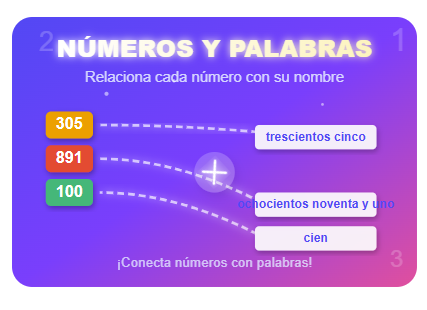 2
1
NÚMEROS Y PALABRAS
Relaciona cada número con su nombre
305
trescientos cinco
891
ochocientos noventa y uno
100
cien
¡Conecta números con palabras!
3